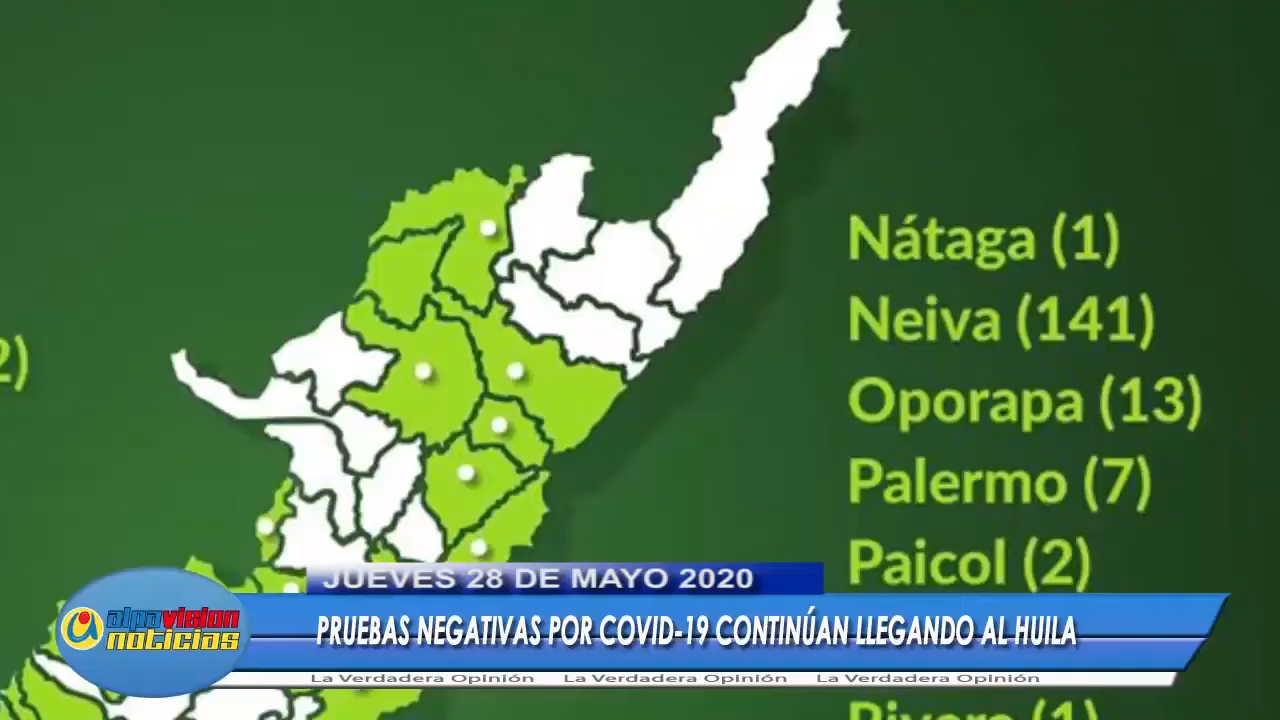 Nátaga (1)
Neiva (141)
2)
Oporapa (13)
Palermo (7)
Paicol (2)
JUEVES 28 DE MAYO 2020
alpavision
noticias
PRUEBAS NEGATIVAS POR COVID-19 CONTINÚAN LLEGANDO AL HUILA
La Verdadera Opinión La Verdadera Opinión La Verdadera Opinión